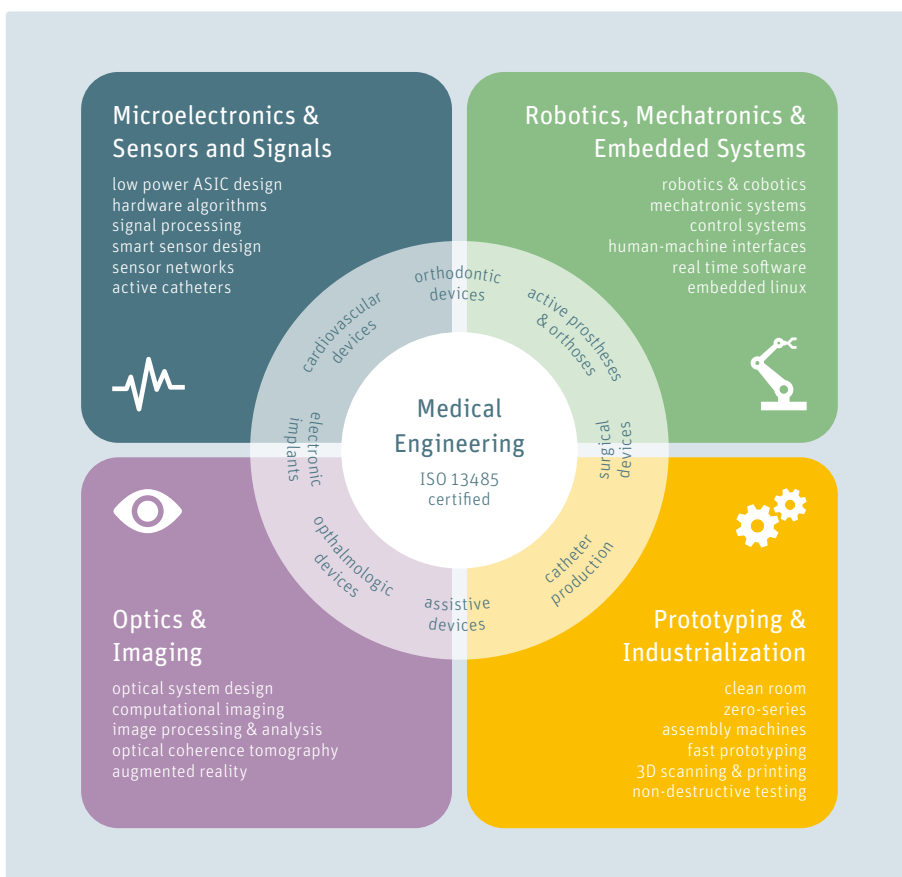 Microelectronics &
Sensors and Signals
low power ASIC design
hardware algorithms
signal processing
smart sensor design
sensor networks
active catheters
Robotics, Mechatronics &
Embedded Systems
robotics & cobotics
mechatronic systems
control systems
human-machine interfaces
real time software
embedded linux
orthodontic
devices
active prostheses
& orthoses
surgical
devices
catheter
production
assistive
devices
opthalmologic
devices
electronic
implants
cardiovascular
devices
Medical
Engineering
ISO 13485
certified
Optics &
Imaging
optical system design
computational imaging
image processing & analysis
optical coherence tomography
augmented reality
Prototyping &
Industrialization
clean room
zero-series
assembly machines
fast prototyping
3D scanning & printing
non-destructive testing